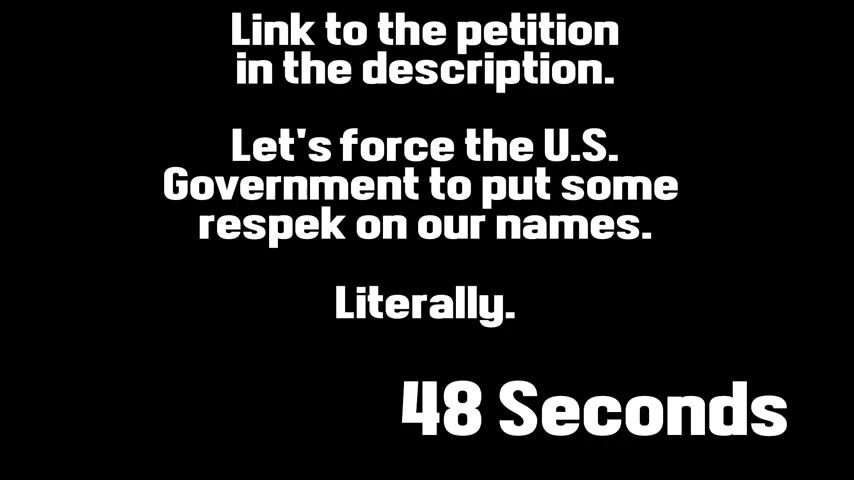 Link to the petition
in the description.
Let's force the U.S.
Government to put some
respek on our names.
Literally.
48 Seconds